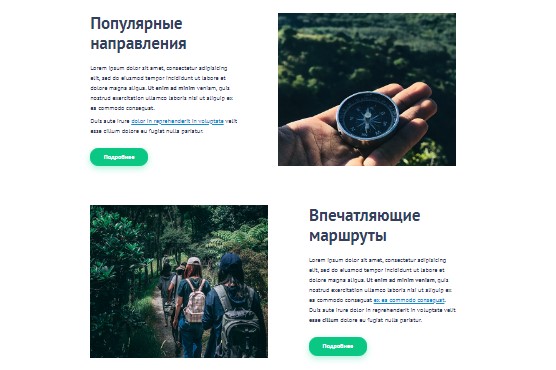 Популярные
направления
Lorem ipsum dolor sit amet, consectetur adipisicing
elit, sed do eiusmod tempor incididunt ut labore et
dolore magna aliqua. Ut enim ad minim veniam, quis
nostrud exercitation ullamco laboris nisi ut aliquip ex
ea commodo consequat.
Duis aute irure dolor in reprehenderit in voluptate velit
esse cillum dolore eu fugiat nulla pariatur.
Подробнее
Впечатляющие
маршруты
Lorem ipsum dolor sit amet, consectetur adipisicing
elit, sed do eiusmod tempor incididunt ut labore et
dolore magna aliqua. Ut enim ad minim veniam, quis
nostrud exercitation ullamco laboris nisi ut aliquip ex
ea commodo consequat ex ea commodo consequat.
Duis aute irure dolor in reprehenderit in voluptate velit
esse cillum dolore eu fugiat nulla pariatur.
Подробнее